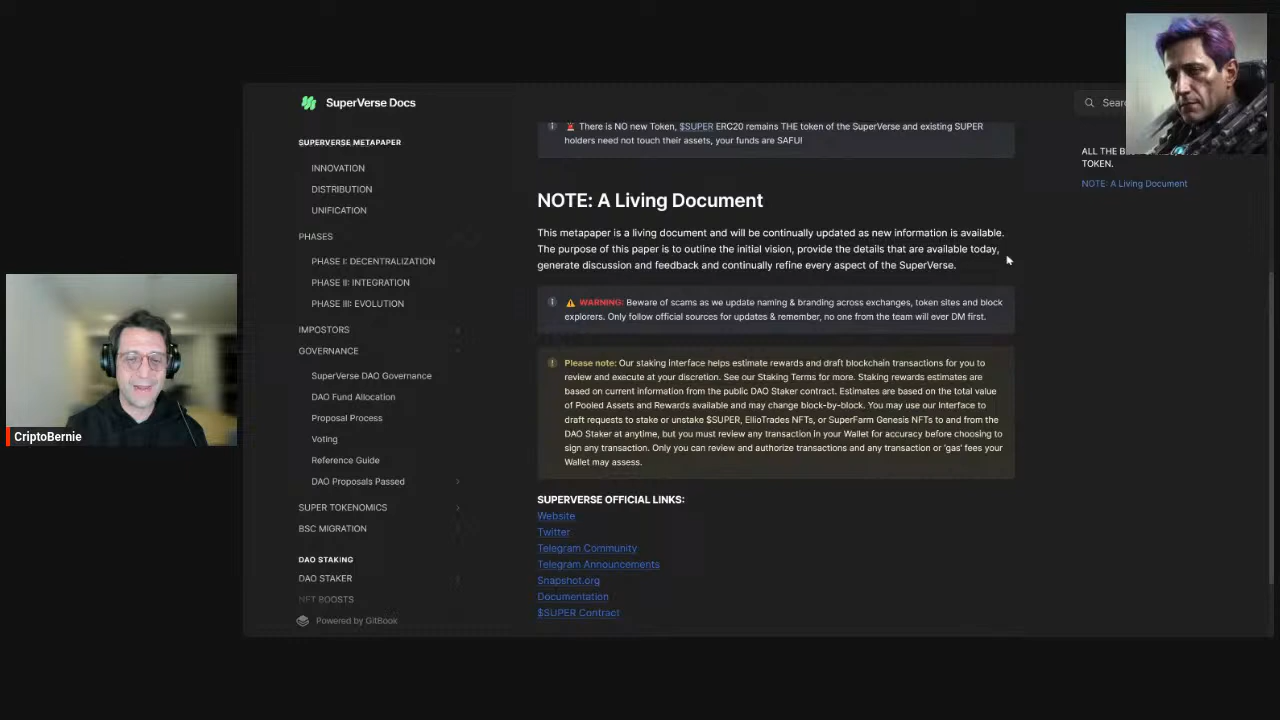 SuperVerse Docs
SUPERVERSE METAPAPER
INNOVATION
DISTRIBUTION
UNIFICATION
PHASES
PHASE I: DECENTRALIZATION
PHASE II: INTEGRATION
PHASE III: EVOLUTION
IMPOSTORS
GOVERNANCE
SuperVerse DAO Governance
DAO Fund Allocation
Proposal Process
Voting
Reference Guide
DAO Proposals Passed
SUPER TOKENOMICS
BSC MIGRATION
DAO STAKING
DAO STAKER
NFT BOOSTS
Powered by GitBook
There is NO new Token, $SUPER ERC20 remains THE token of the SuperVerse and existing SUPER
holders need not touch their assets, your funds are SAFU!
NOTE: A Living Document
This metapaper is a living document and will be continually updated as new information is available.
The purpose of this paper is to outline the initial vision, provide the details that are available today,
generate discussion and feedback and continually refine every aspect of the SuperVerse.
WARNING: Beware of scams as we update naming & branding across exchanges, token sites and block
explorers. Only follow official sources for updates & remember, no one from the team will ever DM first.
Please note: Our staking interface helps estimate rewards and draft blockchain transactions for you to
review and execute at your discretion. See our Staking Terms for more. Staking rewards estimates are
based on current information from the public DAO Staker contract. Estimates are based on the total value
of Pooled Assets and Rewards available and may change block-by-block. You may use our Interface to
draft requests to stake or unstake $SUPER, EllioTrades NFTs, or SuperFarm Genesis NFTs to and from the
DAO Staker at anytime, but you must review any transaction in your Wallet for accuracy before choosing to
sign any transaction. Only you can review and authorize transactions and any transaction or 'gas' fees your
Wallet may assess.
SUPERVERSE OFFICIAL LINKS:
Website
Twitter
Telegram Community
Telegram Announcements
Snapshot.org
Documentation
$SUPER Contract
ALL THE
TOKEN.
NOTE: A Living Document
CriptoBernie